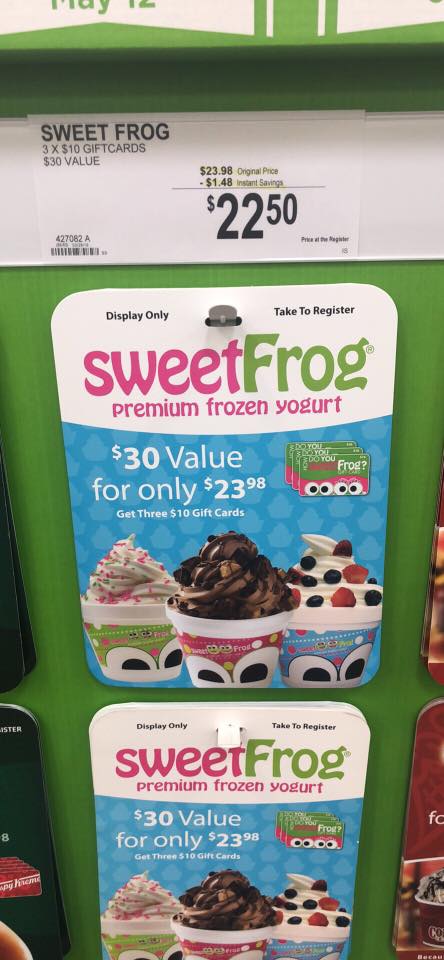 May 12
SWEET FROG
3 X $10 GIFTCARDS
$30 VALUE
$23.98 Original Price
- $1.48 Instant Savings
$22.50
427082 A
Price at the Register
Display Only
Take To Register
sweetFrog®
premium frozen yogurt
$30 Value
for only $23.98
Get Three $10 Gift Cards
DO YOU
DO YOU
DO YOU
Frog?
Display Only
Take To Register
sweetFrog®
premium frozen yogurt
$30 Value
for only $23.98
Get Three $10 Gift Cards
Frog?
ISTER
fo